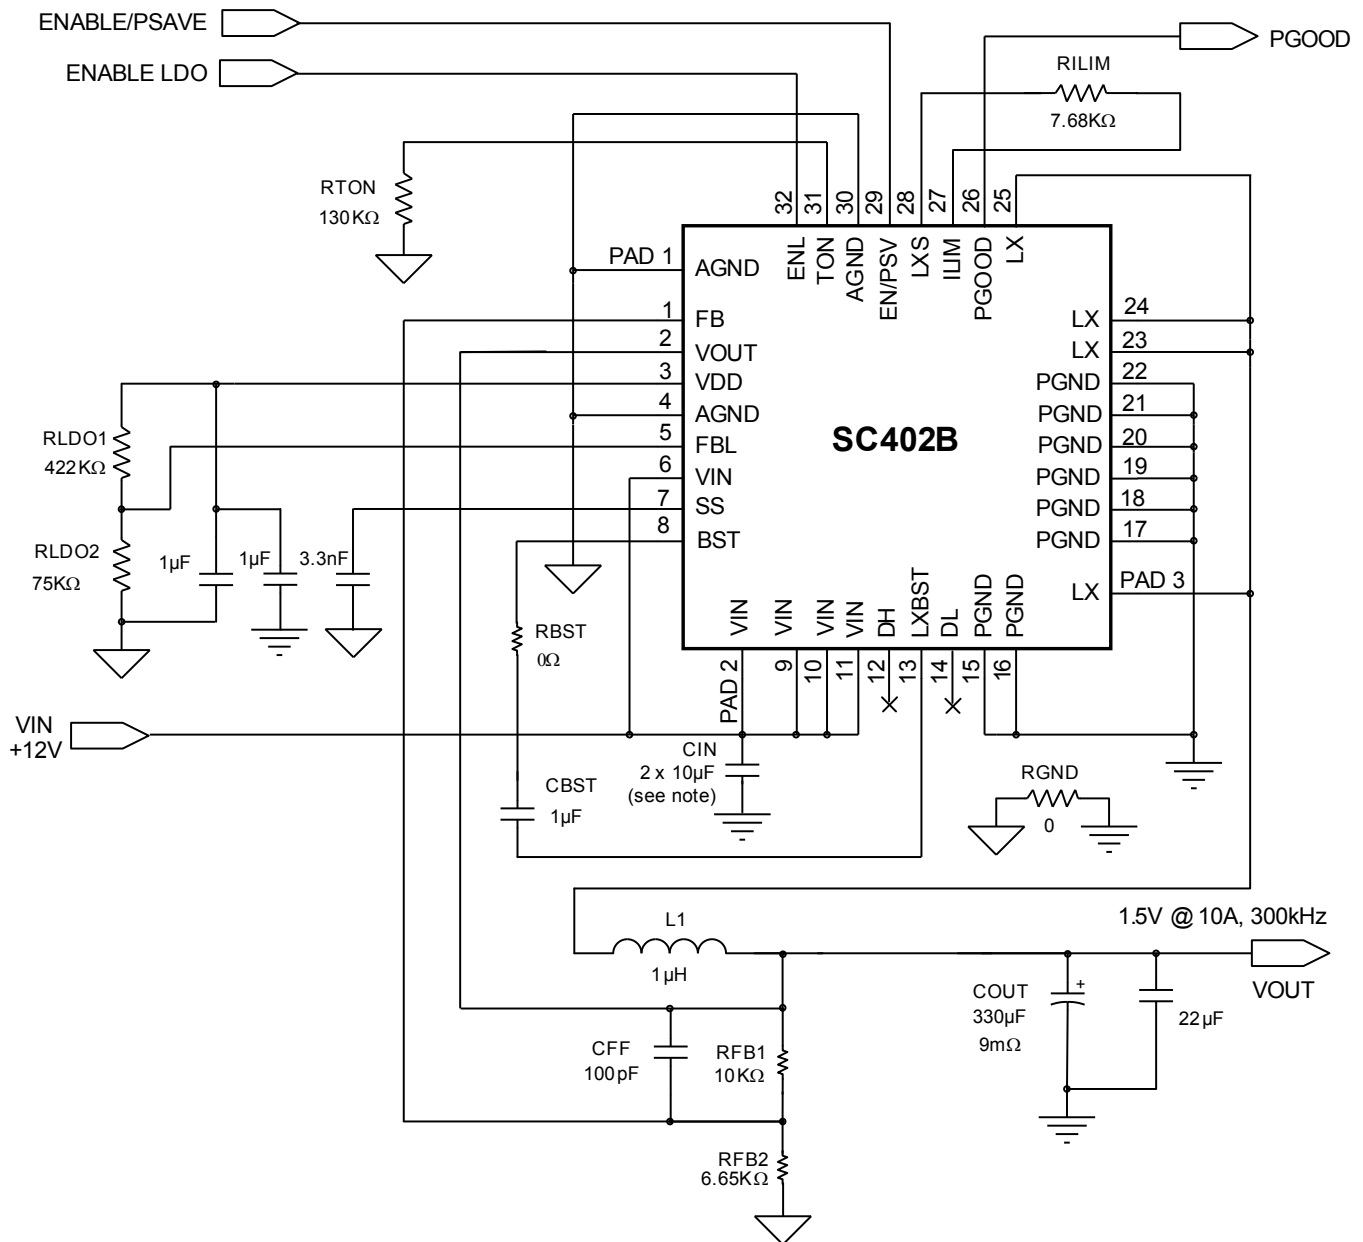 ENABLE/PSAVE
PGOOD
ENABLE LDO
RILIM
7.68KΩ
RTON
130KΩ
32
31
30
29
28
27
26
25
ENL
TON
AGND
EN/PSV
LXS
ILIM
PGOOD
LX
PAD 1
AGND
1
FB
2
VOUT
3
VDD
4
AGND
5
FBL
6
VIN
7
SS
8
BST
SC402B
LX
24
LX
23
PGND
22
PGND
21
PGND
20
PGND
19
PGND
18
PGND
17
LX
PAD 3
RLDO1
422KΩ
RLDO2
75KΩ
1µF
1µF
3.3nF
RBST
0Ω
VIN
VIN
VIN
VIN
DH
LXBST
DL
PGND
PGND
PAD 2
9
10
11
12
13
14
15
16
VIN
+12V
CIN
2 x 10µF
(see note)
CBST
1µF
RGND
0
L1
1µH
1.5V @ 10A, 300kHz
VOUT
COUT
330µF
9mΩ
+
22µF
CFF
100pF
RFB1
10KΩ
RFB2
6.65KΩ